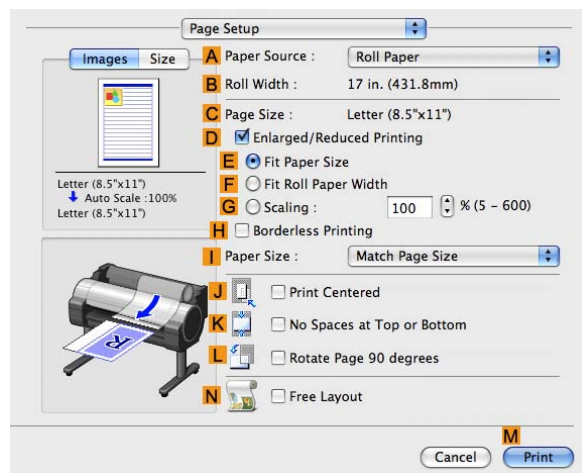 Page Setup
Images Size
A Paper Source : Roll Paper
B Roll Width : 17 in. (431.8mm)
C Page Size : Letter (8.5"x11")
D Enlarged/Reduced Printing
E Fit Paper Size
F Fit Roll Paper Width
G Scaling : 100 % (5 – 600)
H Borderless Printing
I Paper Size : Match Page Size
Letter (8.5"x11")
Auto Scale :100%
Letter (8.5"x11")
R
J Print Centered
K No Spaces at Top or Bottom
L Rotate Page 90 degrees
N Free Layout
M
Cancel Print